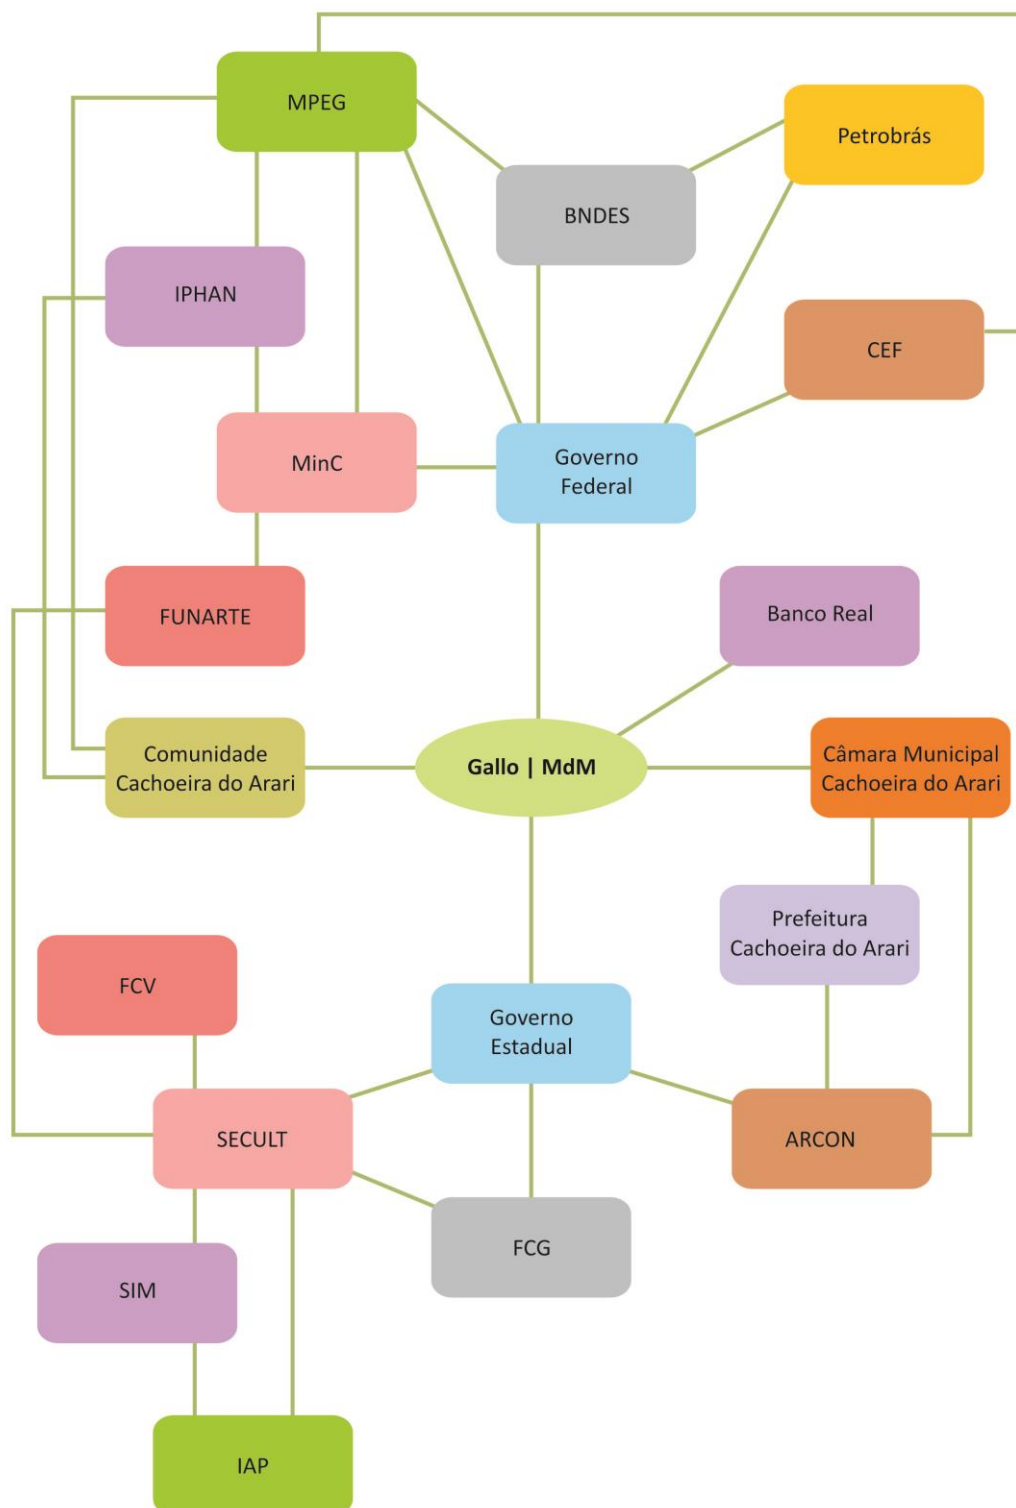 MPEG
Petrobrás
BNDES
IPHAN
CEF
MinC
Governo
Federal
FUNARTE
Banco Real
Comunidade
Cachoeira do Arari
Gallo | MdM
Câmara Municipal
Cachoeira do Arari
Prefeitura
Cachoeira do Arari
FCV
Governo
Estadual
SECULT
ARCON
FCG
SIM
IAP